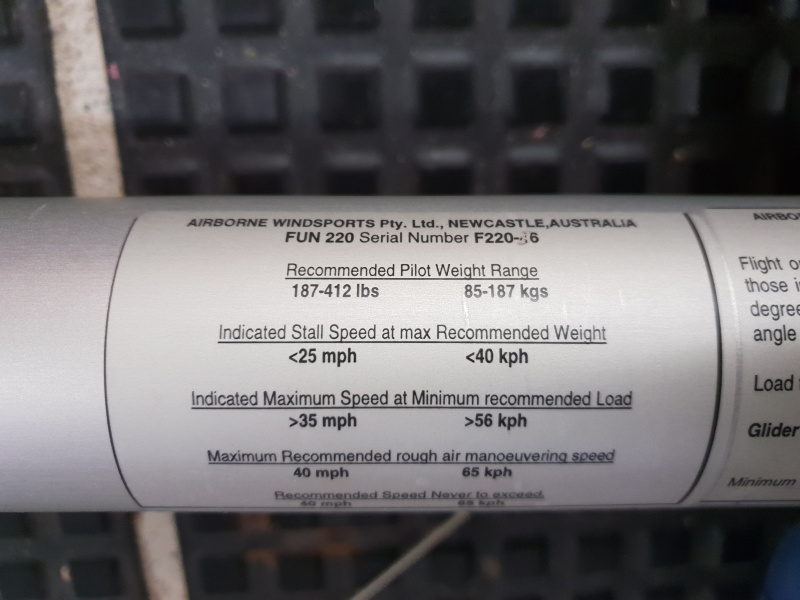 AIRBORNE WINDSPORTS Pty. Ltd., NEWCASTLE,AUSTRALIA
FUN 220 Serial Number
Recommended Pilot Weight Range
187-412 lbs 85-187 kgs
Indicated Stall Speed at max Recommended Weight
<25 mph <40 kph
Indicated Maximum Speed at Minimum recommended Load
>35 mph >56 kph
Maximum Recommended rough air manoeuvering speed
40 mph 65 kph
Recommended Speed Never to exceed.
Flight
those
angle
Load
Glider
Minimum